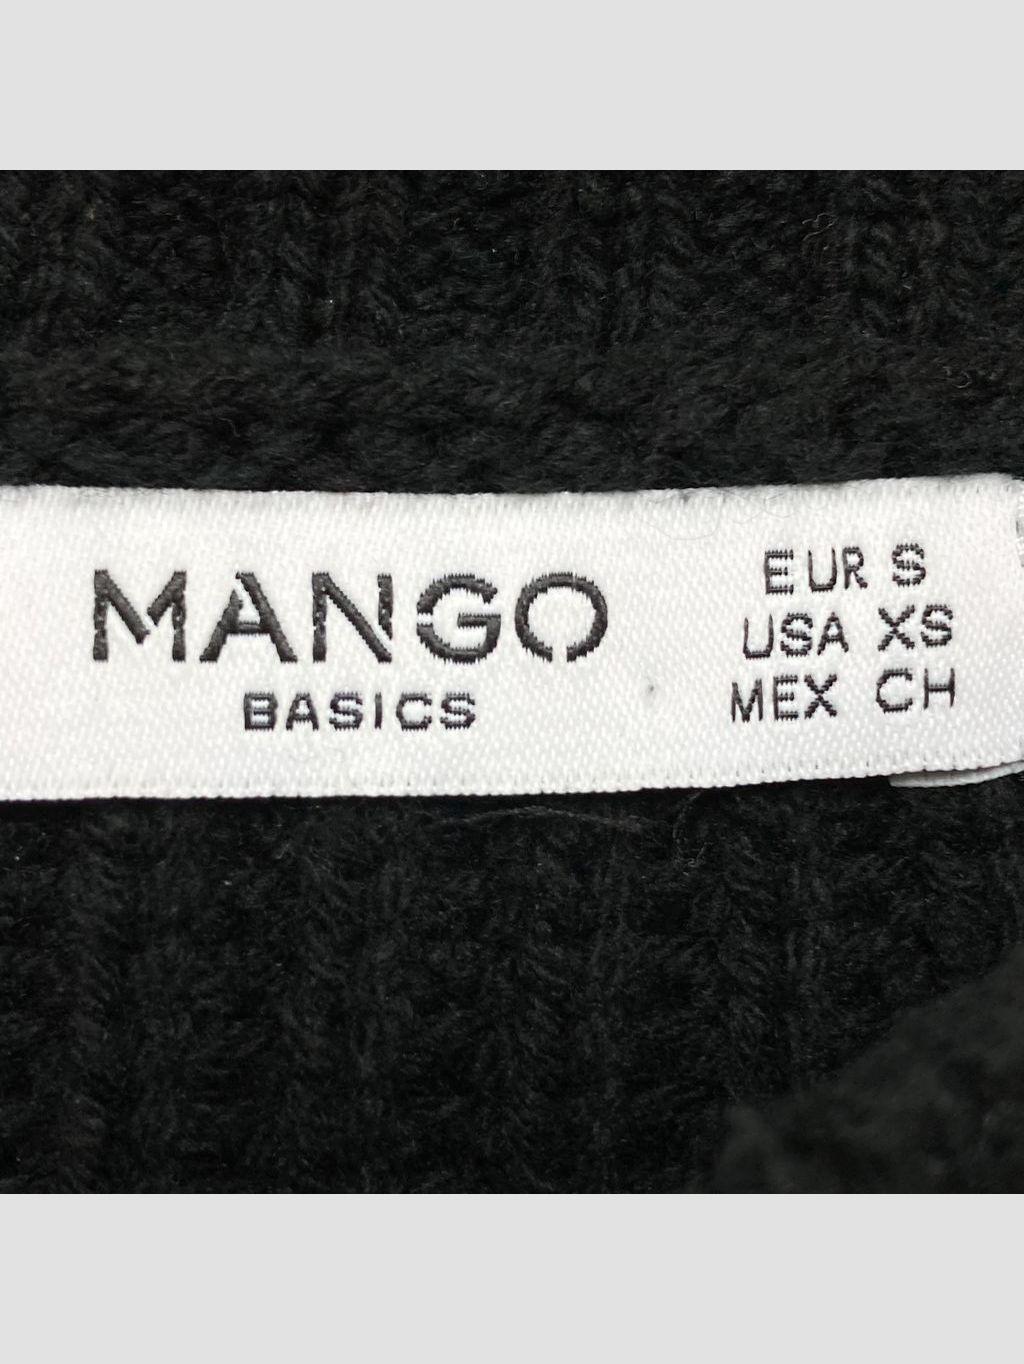 MANGO
BASICS
EUR S
USA XS
MEX CH